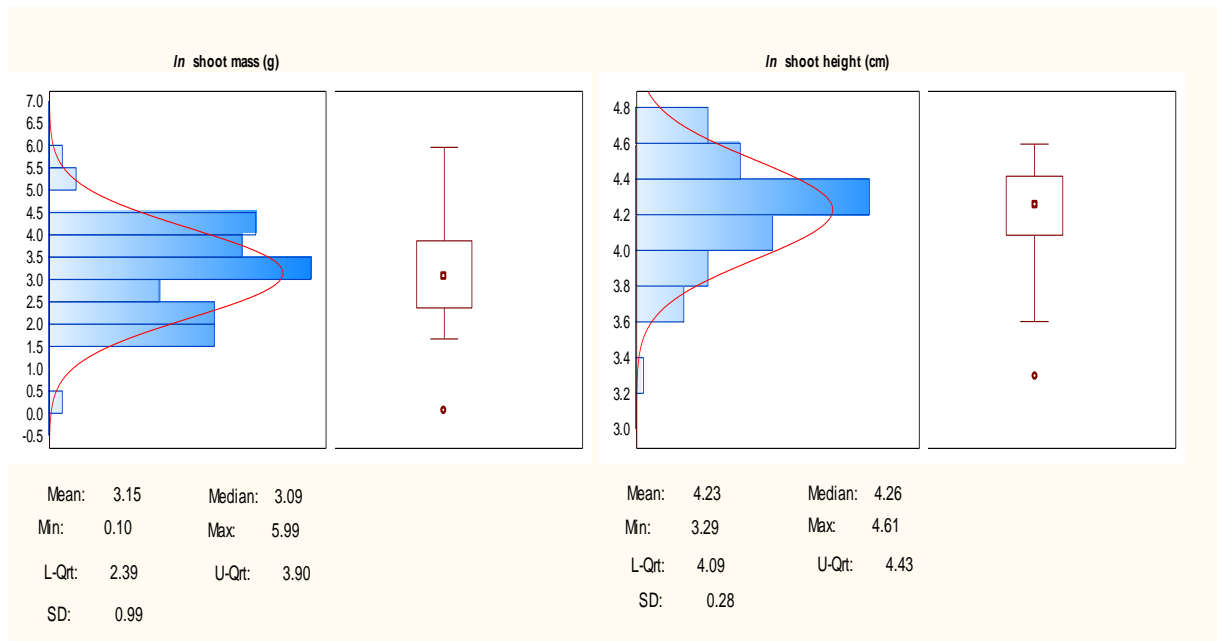 ln shoot mass (g)
7.0
6.5
6.0
5.5
5.0
4.5
4.0
3.5
3.0
2.5
2.0
1.5
1.0
0.5
0.0
-0.5
Mean: 3.15 Median: 3.09
Min: 0.10 Max: 5.99
L-Qrt: 2.39 U-Qrt: 3.90
SD: 0.99
ln shoot height (cm)
4.8
4.6
4.4
4.2
4.0
3.8
3.6
3.4
3.2
3.0
Mean: 4.23 Median: 4.26
Min: 3.29 Max: 4.61
L-Qrt: 4.09 U-Qrt: 4.43
SD: 0.28